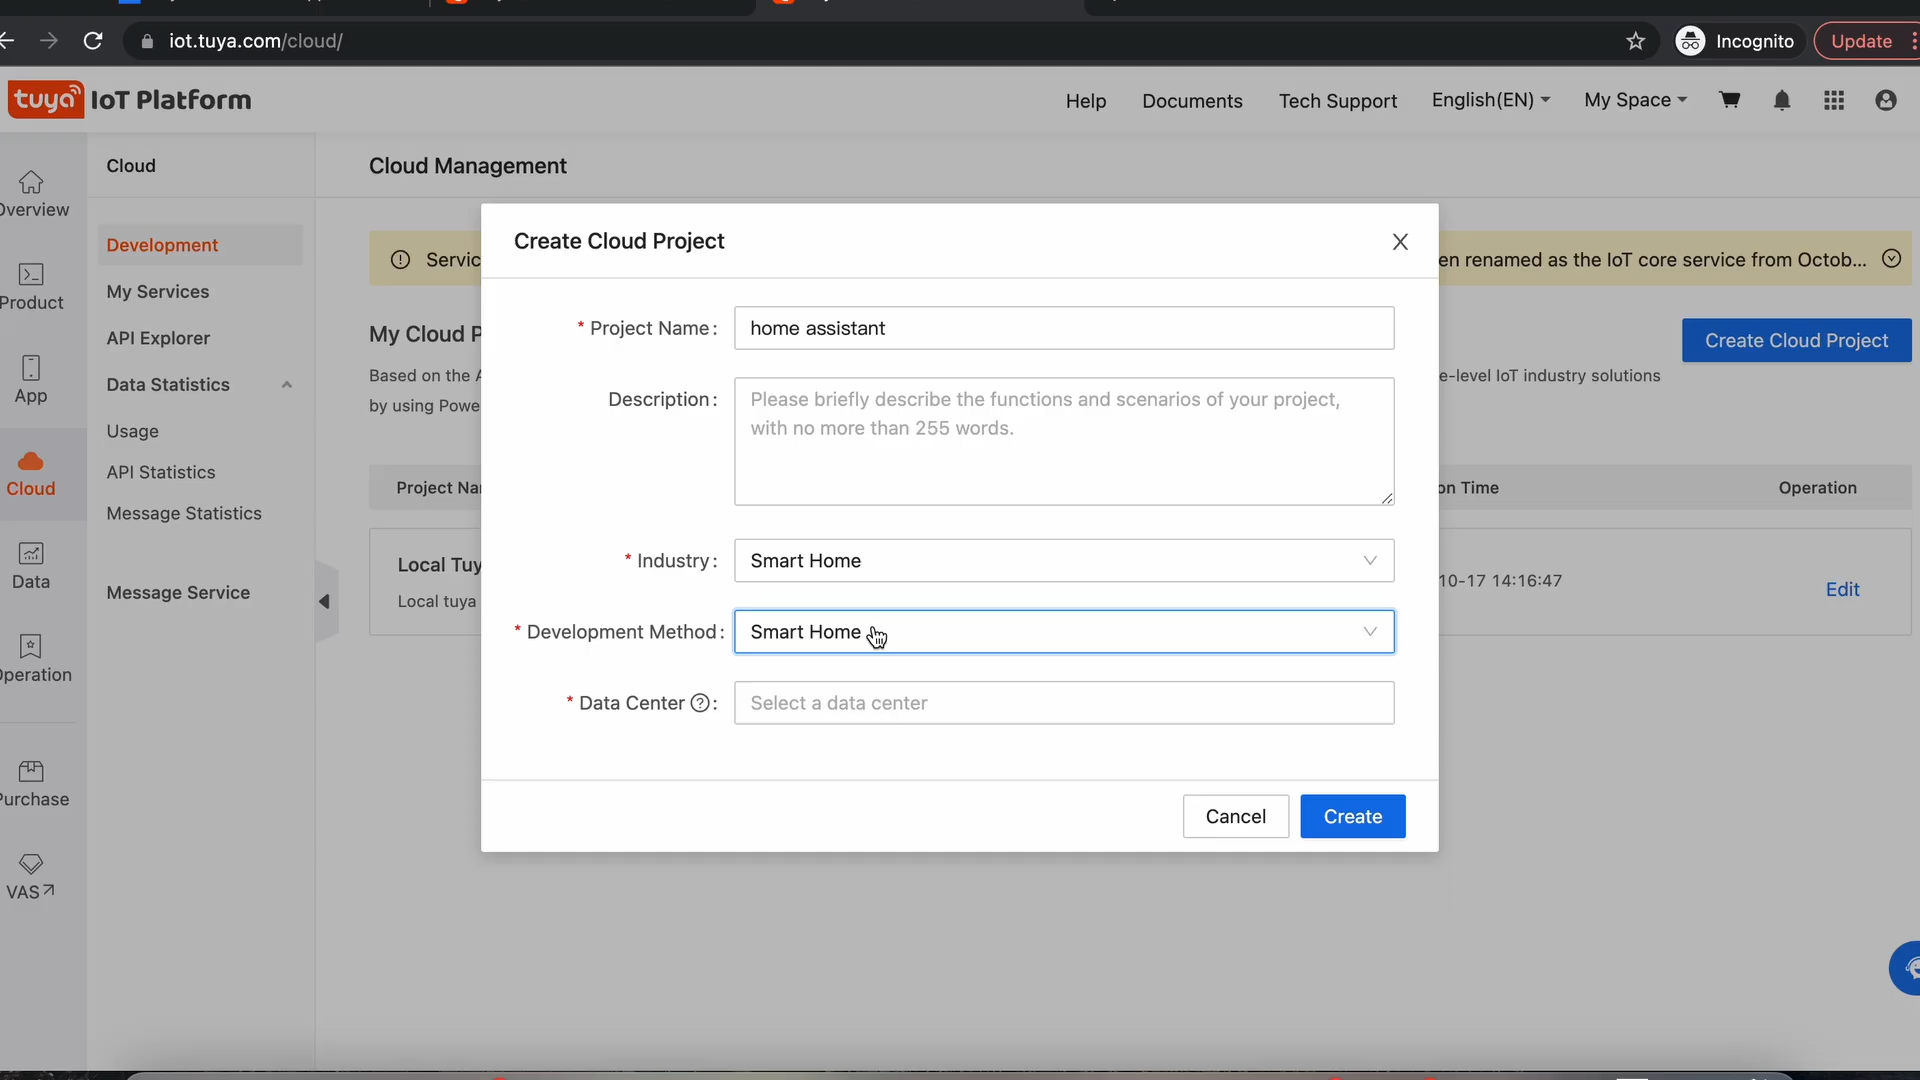 iot.tuya.com/cloud/
Incognito
Update
tuya IoT Platform
Help
Documents
Tech Support
English(EN)
My Space
Overview
Product
App
Cloud
Data
Operation
Purchase
VAS
Cloud
Development
My Services
API Explorer
Data Statistics
Usage
API Statistics
Message Statistics
Message Service
Cloud Management
Servic
en renamed as the IoT core service from Octob...
My Cloud P
Create Cloud Project
Based on the A
e-level IoT industry solutions
by using Powe
Project Na
on Time
Operation
Local Tuy
Local tuya
10-17 14:16:47
Edit
Create Cloud Project
* Project Name: home assistant
Description: Please briefly describe the functions and scenarios of your project,
with no more than 255 words.
* Industry: Smart Home
* Development Method: Smart Home
* Data Center ?: Select a data center
Cancel
Create